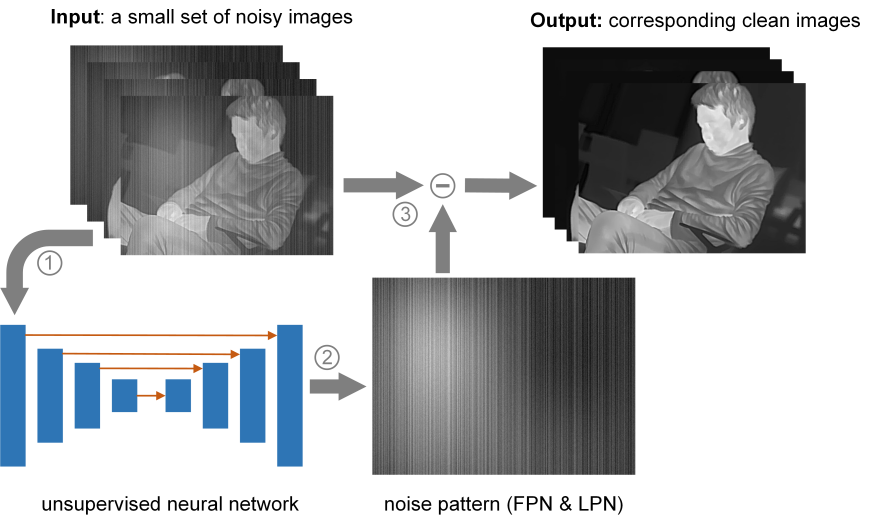 Input: a small set of noisy images
Output: corresponding clean images
③
①
②
unsupervised neural network
noise pattern (FPN & LPN)